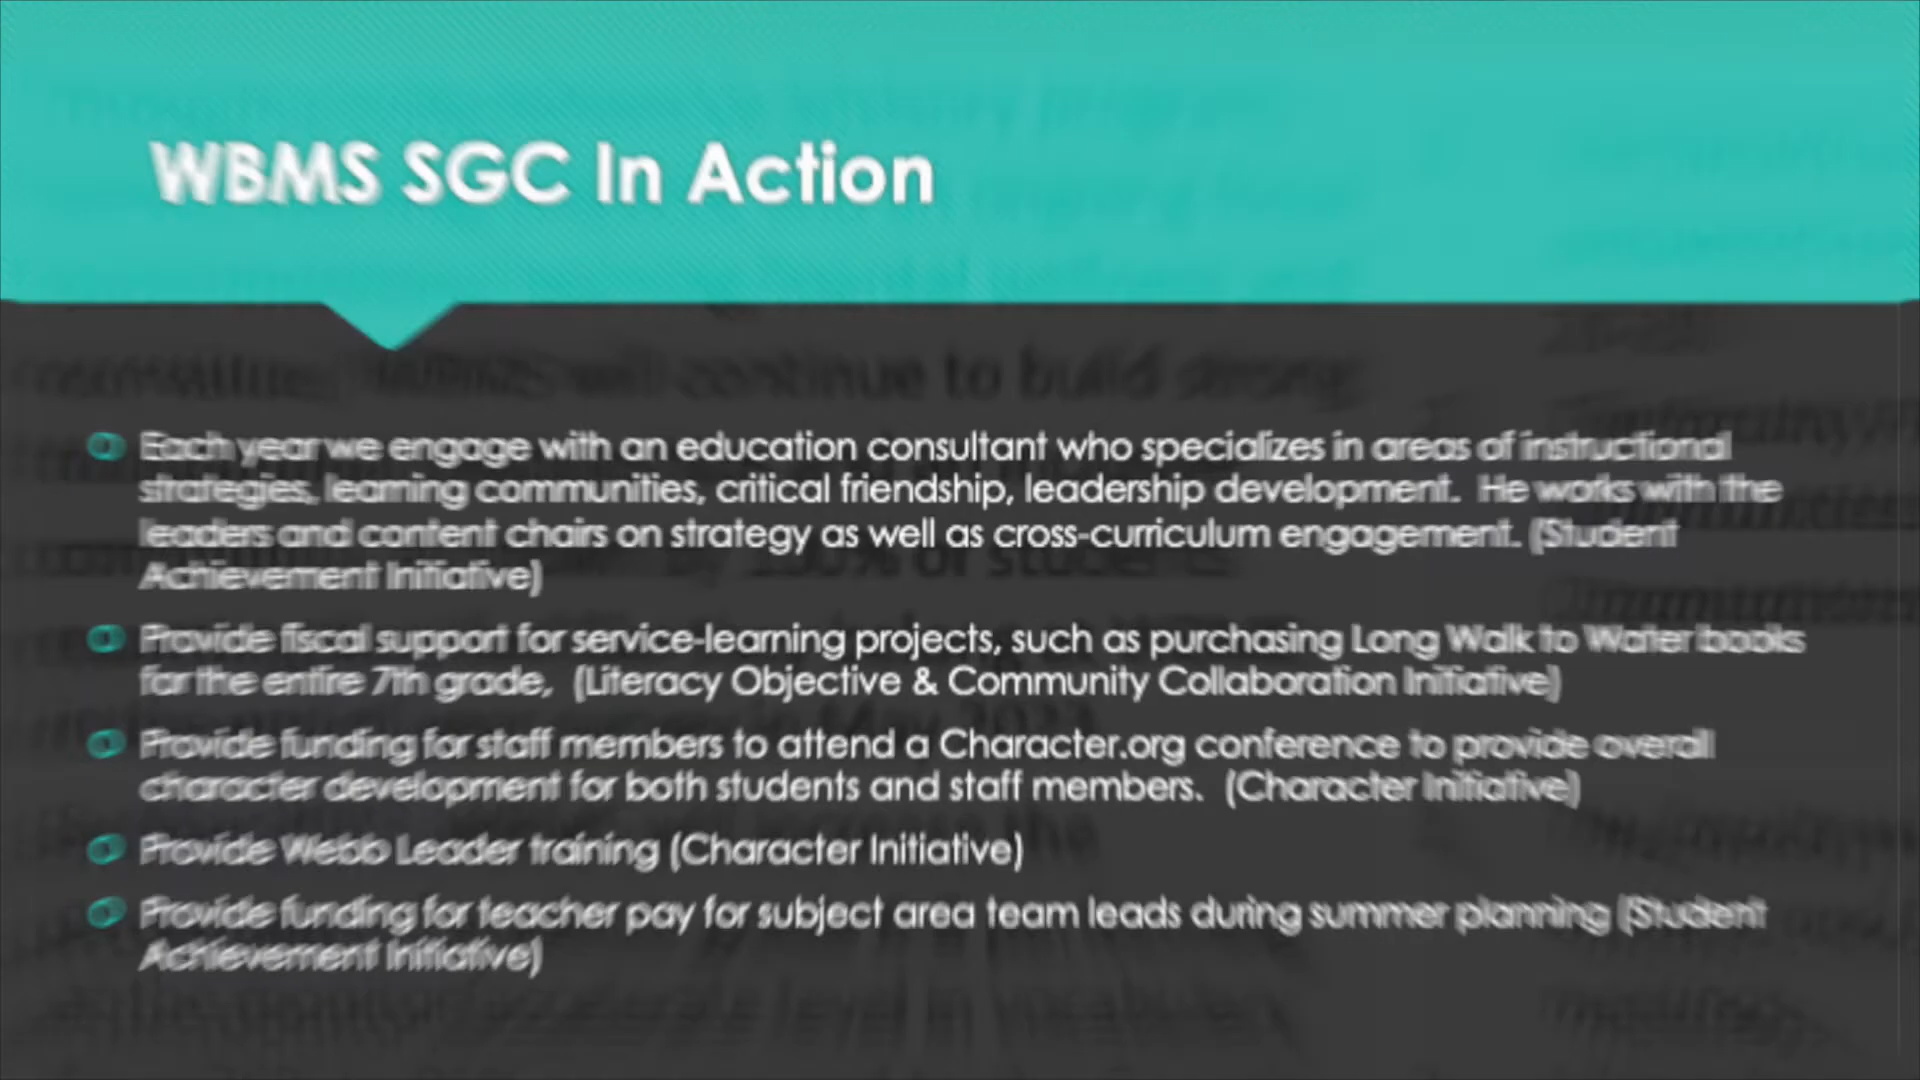 WBMS SGC In Action
Each year we engage with an education consultant who specializes in areas of instructional
strategies, learning communities, critical friendship, leadership development. He works with the
leaders and content chairs on strategy as well as cross-curriculum engagement. (Student
Achievement Initiative)
Provide fiscal support for service-learning projects, such as purchasing Long Walk to Water books
for the entire 7th grade, (Literacy Objective & Community Collaboration Initiative)
Provide funding for staff members to attend a Character.org conference to provide overall
character development for both students and staff members. (Character Initiative)
Provide Webb Leader training (Character Initiative)
Provide funding for teacher pay for subject area team leads during summer planning (Student
Achievement Initiative)